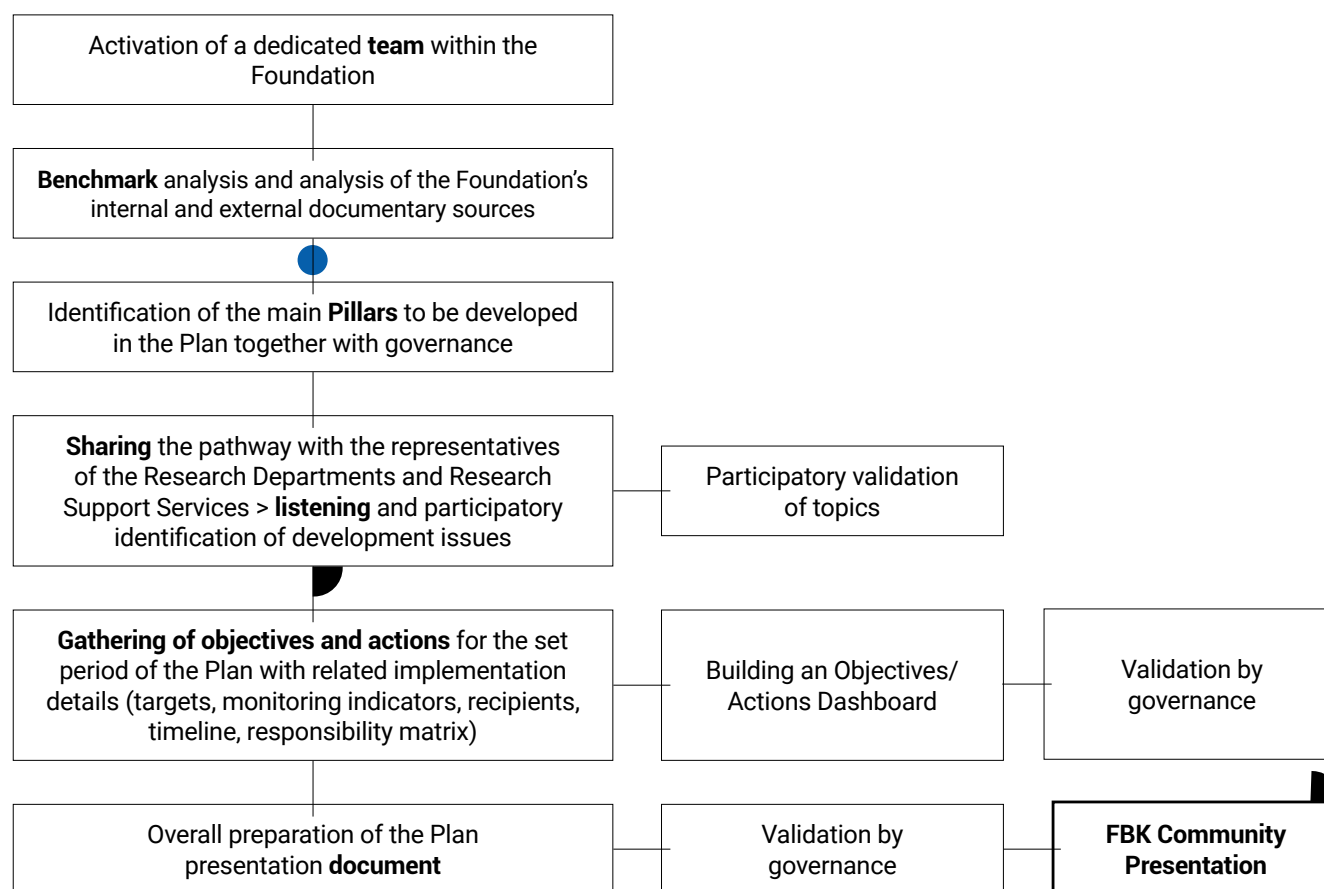 Activation of a dedicated team within the
Foundation
Benchmark analysis and analysis of the Foundation’s
internal and external documentary sources
Identification of the main Pillars to be developed
in the Plan together with governance
Sharing the pathway with the representatives
of the Research Departments and Research
Support Services > listening and participatory
identification of development issues
Participatory validation
of topics
Gathering of objectives and actions for the set
period of the Plan with related implementation
details (targets, monitoring indicators, recipients,
timeline, responsibility matrix)
Building an Objectives/
Actions Dashboard
Validation by
governance
Overall preparation of the Plan
presentation document
Validation by
governance
FBK Community
Presentation